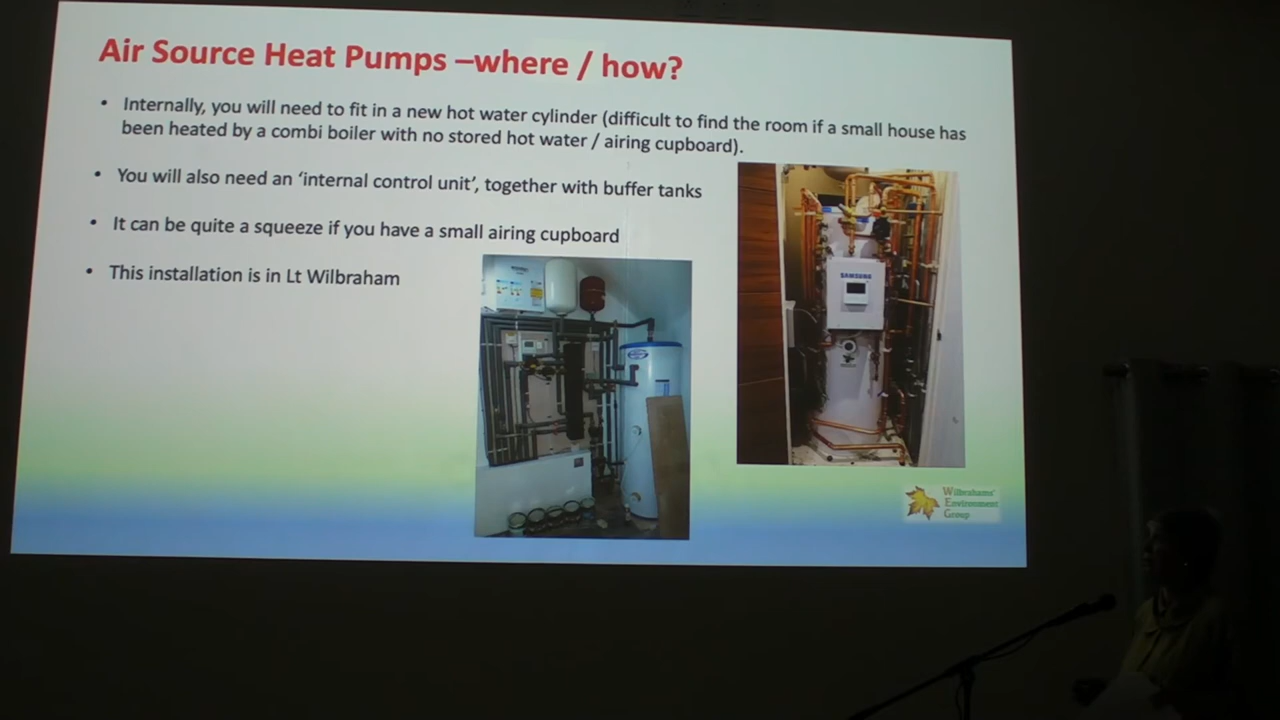 Air Source Heat Pumps –where / how?
• Internally, you will need to fit in a new hot water cylinder (difficult to find the room if a small house has
been heated by a combi boiler with no stored hot water / airing cupboard).
• You will also need an ‘internal control unit’, together with buffer tanks
• It can be quite a squeeze if you have a small airing cupboard
• This installation is in Lt Wilbraham
SAMSUNG
Wilbrahams'
Environment
Group